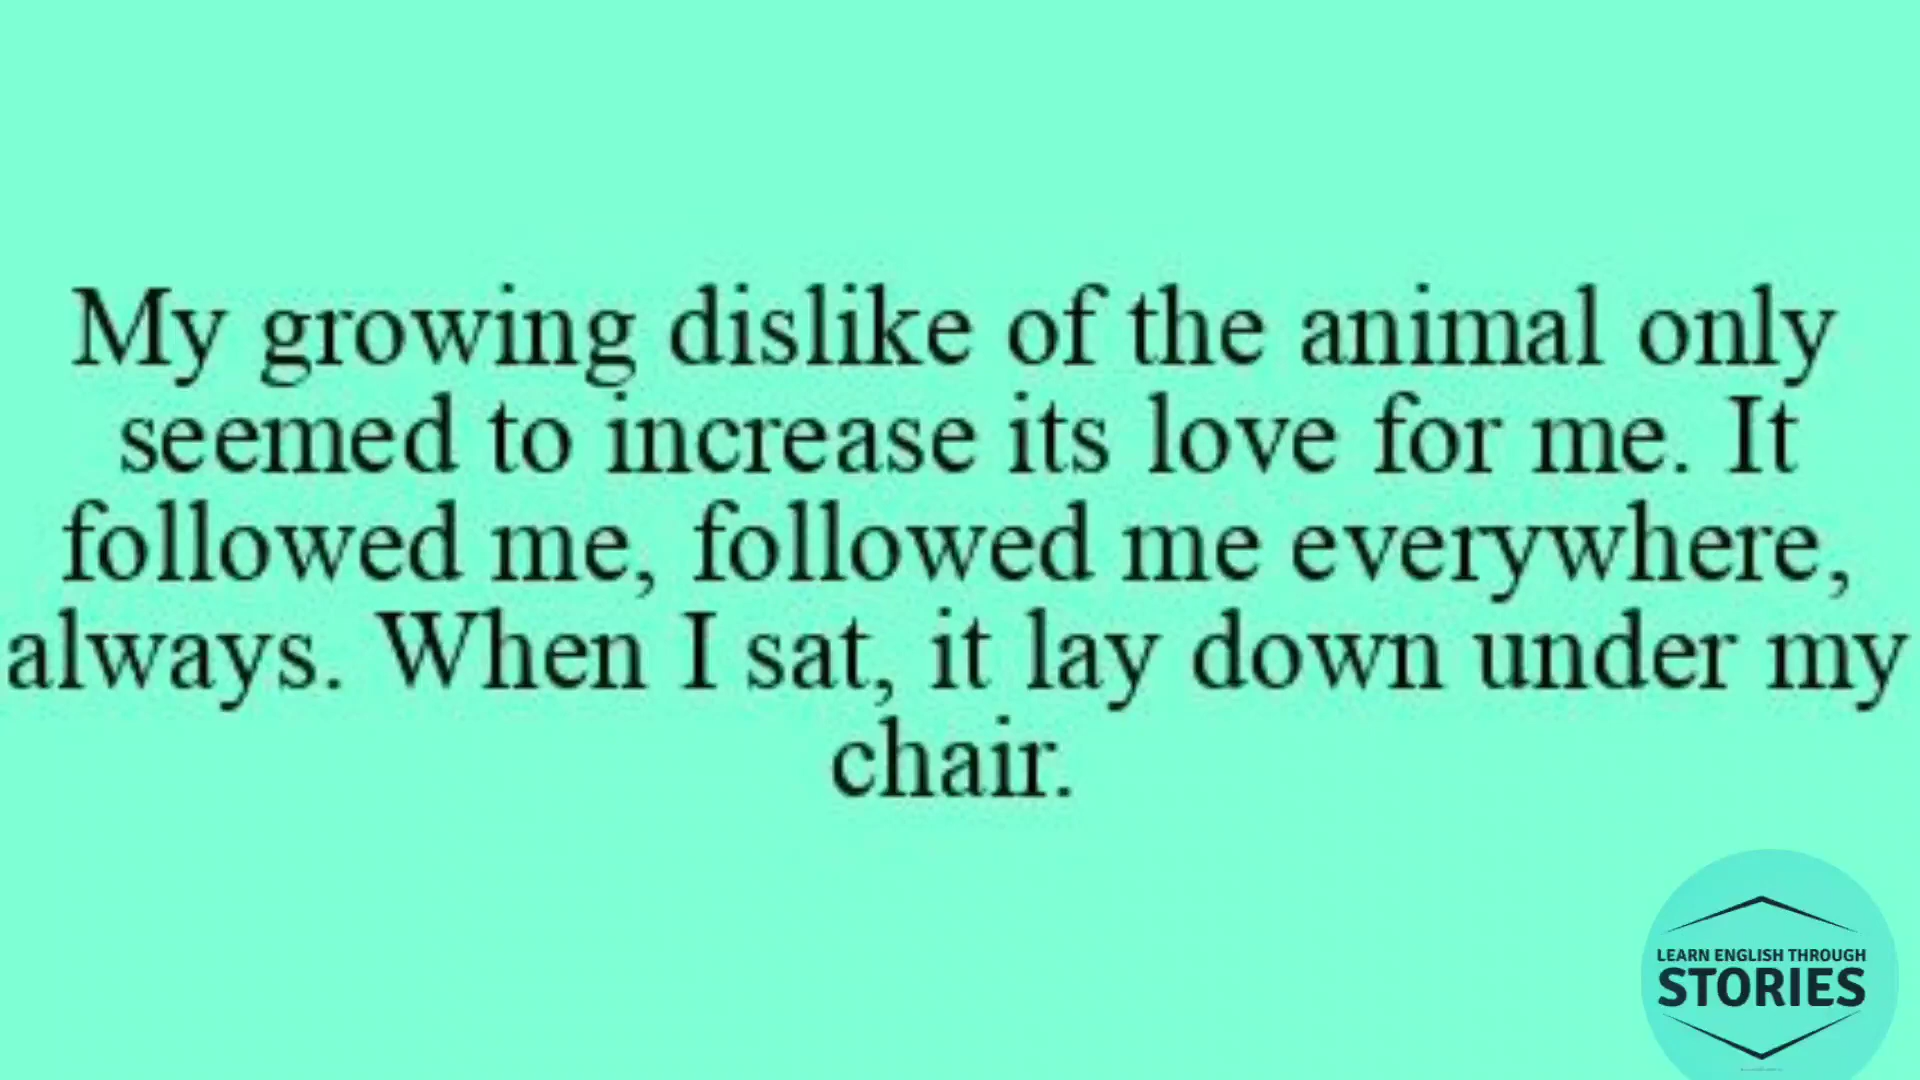 My growing dislike of the animal only
seemed to increase its love for me. It
followed me, followed me everywhere,
always. When I sat, it lay down under my
chair.
LEARN ENGLISH THROUGH
STORIES